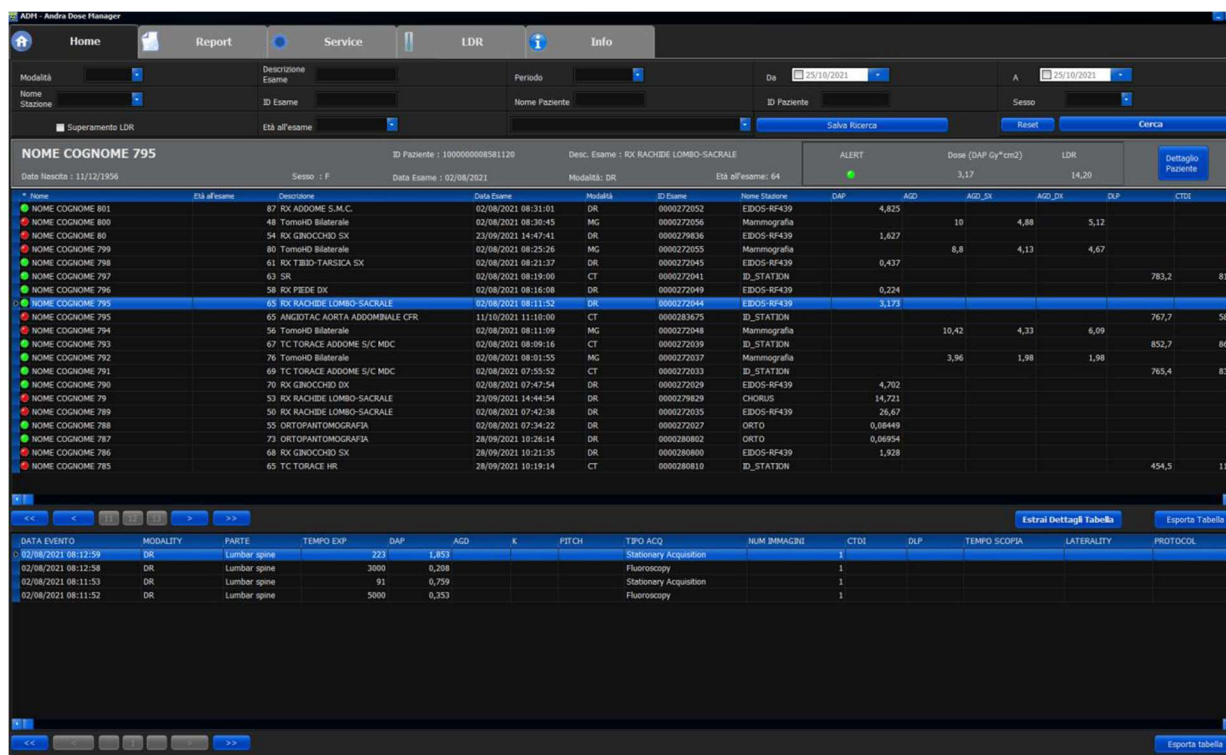 ADM - Andra Dose Manager
Home Report Service LDR Info
Modalità Descrizione Esame Periodo Da 25/10/2021 A 25/10/2021
Nome Stazione ID Esame Nome Paziente ID Paziente Sesso
Superamento LDR Età all'esame Salva Ricerca Reset Cerca
NOME COGNOME 795 ID Paziente : 1000000008581120 Desc. Esame : RX RACHIDE LOMBO-SACRALE ALERT Dose (DAP Gy*cm2) LDR Dettaglio Paziente
Data Nascita : 11/12/1956 Sesso : F Data Esame : 02/08/2021 Modalità: DR Età all'esame: 64 3,17 14,20
* Nome Età all'esame Descrizione Data Esame Modalità ID Esame Nome Stazione DAP AGD AGD_SX AGD_DX DLP CTDI
NOME COGNOME 801 87 RX ADDOME S.M.C. 02/08/2021 08:31:01 DR 0000272052 EIDOS-RF439 4,825
NOME COGNOME 800 48 TomoHD Bilaterale 02/08/2021 08:30:45 MG 0000272056 Mammografia 10 4,88 5,12
NOME COGNOME 80 54 RX GINOCCHIO SX 23/09/2021 14:47:41 DR 0000279836 EIDOS-RF439 1,627
NOME COGNOME 799 80 TomoHD Bilaterale 02/08/2021 08:25:26 MG 0000272055 Mammografia 8,8 4,13 4,67
NOME COGNOME 798 61 RX TIBIO-TARSICA SX 02/08/2021 08:21:37 DR 0000272045 EIDOS-RF439 0,437
NOME COGNOME 797 63 SR 02/08/2021 08:19:00 CT 0000272041 ID_STATION 783,2 81
NOME COGNOME 796 58 RX PIEDE DX 02/08/2021 08:16:08 DR 0000272049 EIDOS-RF439 0,224
NOME COGNOME 795 65 RX RACHIDE LOMBO-SACRALE 02/08/2021 08:11:52 DR 0000272044 EIDOS-RF439 3,173
NOME COGNOME 795 65 ANGIOTAC AORTA ADDOMINALE CFR 11/10/2021 11:10:00 CT 0000283675 ID_STATION 767,7 58
NOME COGNOME 794 56 TomoHD Bilaterale 02/08/2021 08:11:09 MG 0000272048 Mammografia 10,42 4,33 6,09
NOME COGNOME 793 67 TC TORACE ADDOME S/C MDC 02/08/2021 08:09:16 CT 0000272039 ID_STATION 852,7 86
NOME COGNOME 792 76 TomoHD Bilaterale 02/08/2021 08:01:55 MG 0000272037 Mammografia 3,96 1,98 1,98
NOME COGNOME 791 69 TC TORACE ADDOME S/C MDC 02/08/2021 07:55:52 CT 0000272033 ID_STATION 765,4 83
NOME COGNOME 790 70 RX GINOCCHIO DX 02/08/2021 07:47:54 DR 0000272029 EIDOS-RF439 4,702
NOME COGNOME 79 53 RX RACHIDE LOMBO-SACRALE 23/09/2021 14:44:54 DR 0000279829 CHORUS 14,721
NOME COGNOME 789 50 RX RACHIDE LOMBO-SACRALE 02/08/2021 07:42:38 DR 0000272035 EIDOS-RF439 26,67
NOME COGNOME 788 55 ORTOPANTOMOGRAFIA 02/08/2021 07:34:22 DR 0000272027 ORTO 0,08449
NOME COGNOME 787 73 ORTOPANTOMOGRAFIA 28/09/2021 10:26:14 DR 0000280802 ORTO 0,06954
NOME COGNOME 786 68 RX GINOCCHIO SX 28/09/2021 10:21:35 DR 0000280800 EIDOS-RF439 1,928
NOME COGNOME 785 65 TC TORACE HR 28/09/2021 10:19:14 CT 0000280810 ID_STATION 454,5 11
<< < 11 12 13 > >> Estrai Dettagli Tabella Esporta Tabella
DATA EVENTO MODALITY PARTE TEMPO EXP DAP AGD K PITCH TIPO ACQ NUM IMMAGINI CTDI DLP TEMPO SCOPIA LATERALITY PROTOCOL
02/08/2021 08:12:59 DR Lumbar spine 223 1,853 Stationary Acquisition 1
02/08/2021 08:12:58 DR Lumbar spine 3000 0,208 Fluoroscopy 1
02/08/2021 08:11:53 DR Lumbar spine 91 0,759 Stationary Acquisition 1
02/08/2021 08:11:52 DR Lumbar spine 5000 0,353 Fluoroscopy 1
<< < 1 > >> Esporta tabella